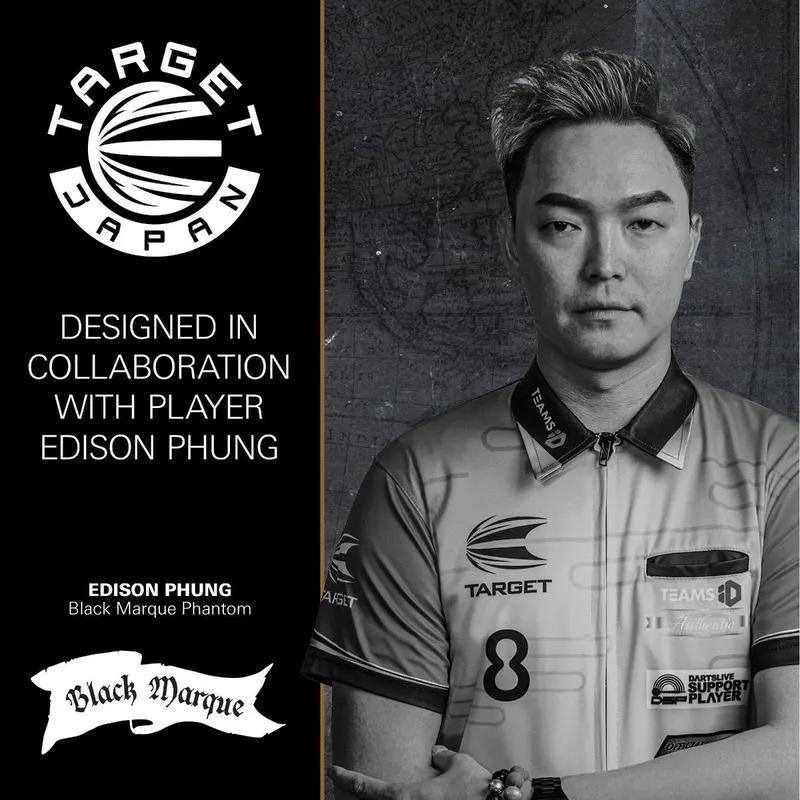 TARGET
JAPAN
DESIGNED IN
COLLABORATION
WITH PLAYER
EDISON PHUNG
EDISON PHUNG
Black Marque Phantom
Black Marque
TEAMS iD
TARGET
TARGET
8
TEAMS iD
Authentic
DARTSLIVE
SUPPORT
PLAYER
OFFICIAL